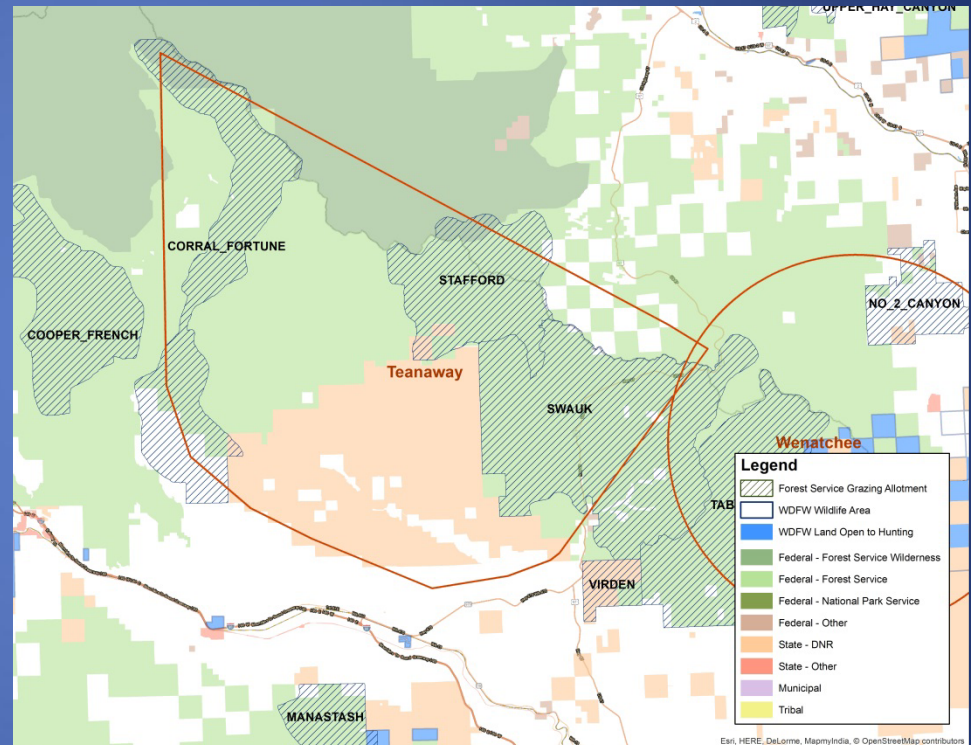 UPPER_HAY_CANYON
CORRAL_FORTUNE
STAFFORD
NO_2_CANYON
COOPER_FRENCH
Teanaway
SWAUK
Wenatchee
TAB
VIRDEN
MANASTASH
Legend
Forest Service Grazing Allotment
WDFW Wildlife Area
WDFW Land Open to Hunting
Federal - Forest Service Wilderness
Federal - Forest Service
Federal - National Park Service
Federal - Other
State - DNR
State - Other
Municipal
Tribal
Esri, HERE, DeLorme, MapmyIndia, © OpenStreetMap contributors